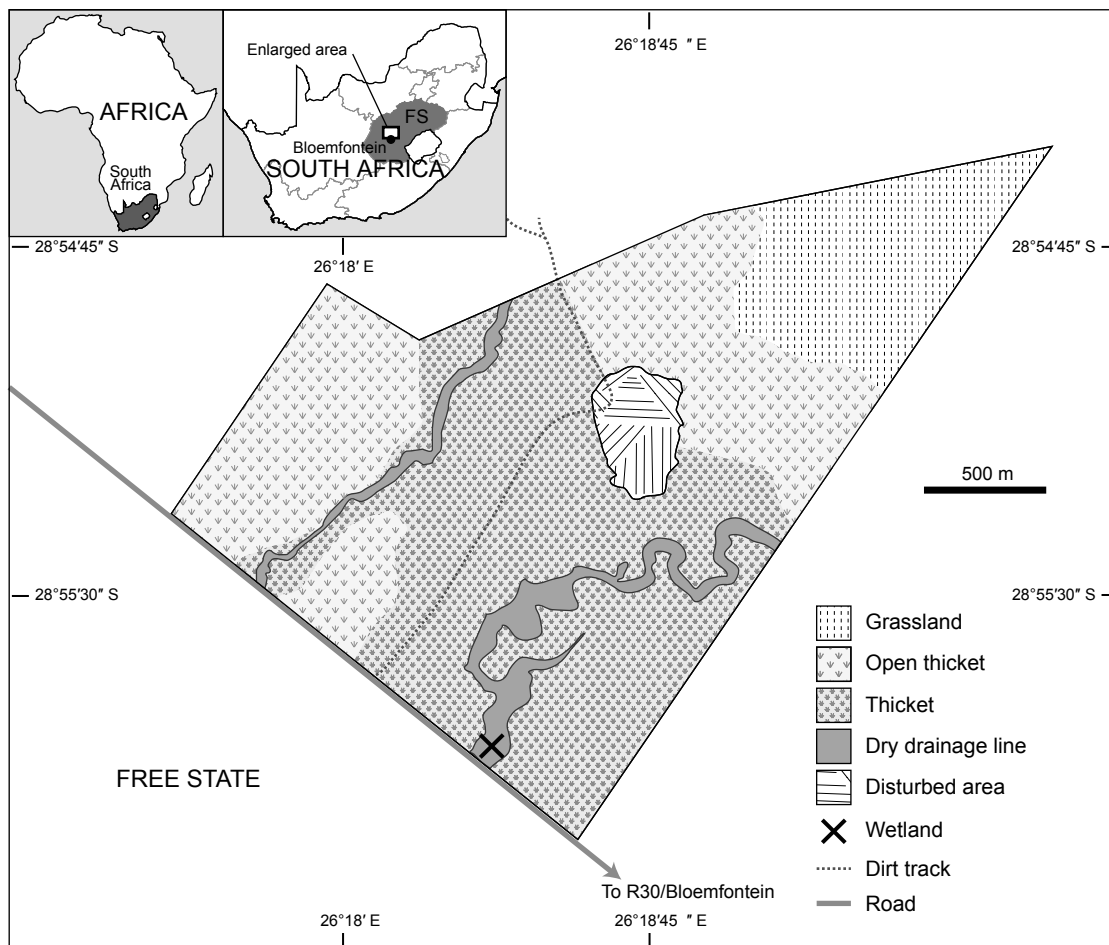 AFRICA
South
Africa
Enlarged area
FS
Bloemfontein
SOUTH AFRICA
26°18′45 ″ E
28°54′45″ S
28°54′45″ S
26°18′ E
500 m
28°55′30″ S
28°55′30″ S
Grassland
Open thicket
Thicket
Dry drainage line
Disturbed area
Wetland
Dirt track
Road
FREE STATE
To R30/Bloemfontein
26°18′ E
26°18′45 ″ E